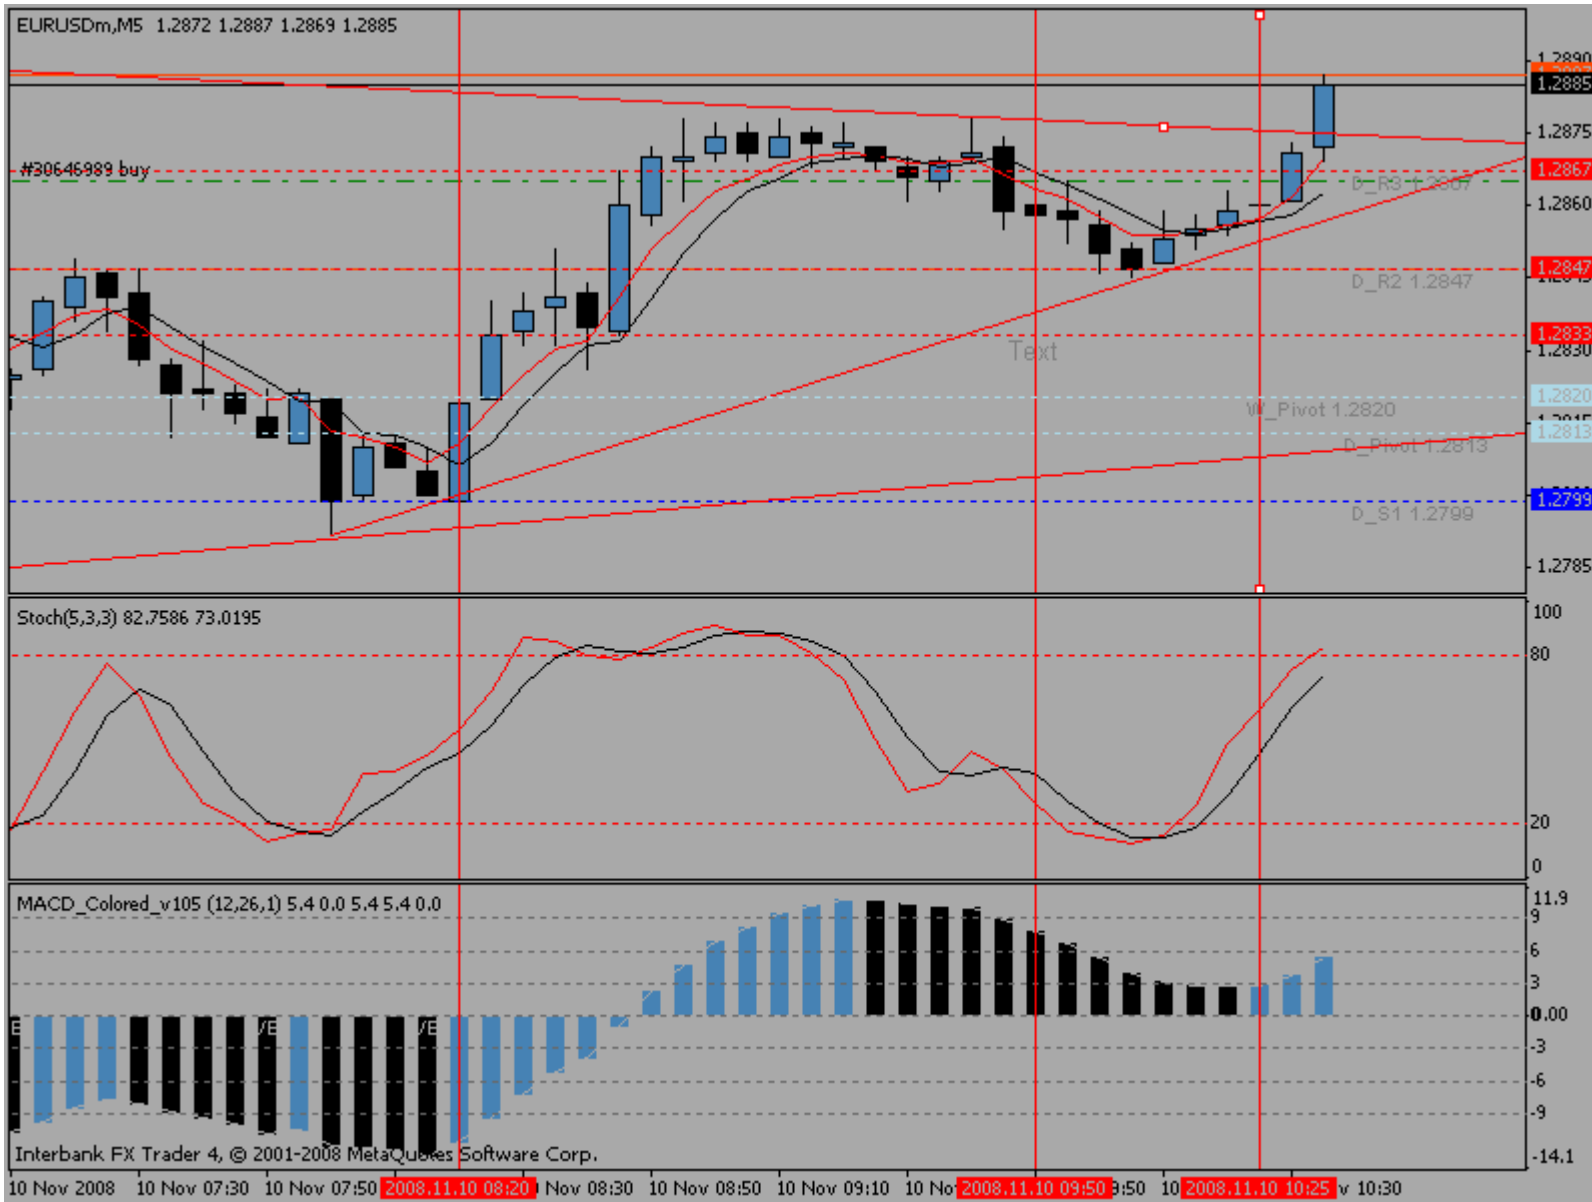 EURUSDm,M5 1.2872 1.2887 1.2869 1.2885
1.2890
1.2885
1.2875
#30646989 buy
1.2867
D_R3 1.2867
1.2860
1.2847
D_R2 1.2847
1.2833
Text
1.2830
1.2820
W_Pivot 1.2820
1.2813
D_Pivot 1.2813
1.2799
D_S1 1.2799
1.2785
Stoch(5,3,3) 82.7586 73.0195
100
80
20
0
MACD_Colored_v105 (12,26,1) 5.4 0.0 5.4 5.4 0.0
11.9
9
6
3
0.00
-3
-6
-9
Interbank FX Trader 4, © 2001-2008 MetaQuotes Software Corp.
-14.1
10 Nov 2008 10 Nov 07:30 10 Nov 07:50 2008.11.10 08:20 Nov 08:30 10 Nov 08:50 10 Nov 09:10 10 2008.11.10 09:50 10 2008.11.10 10:25 10:30